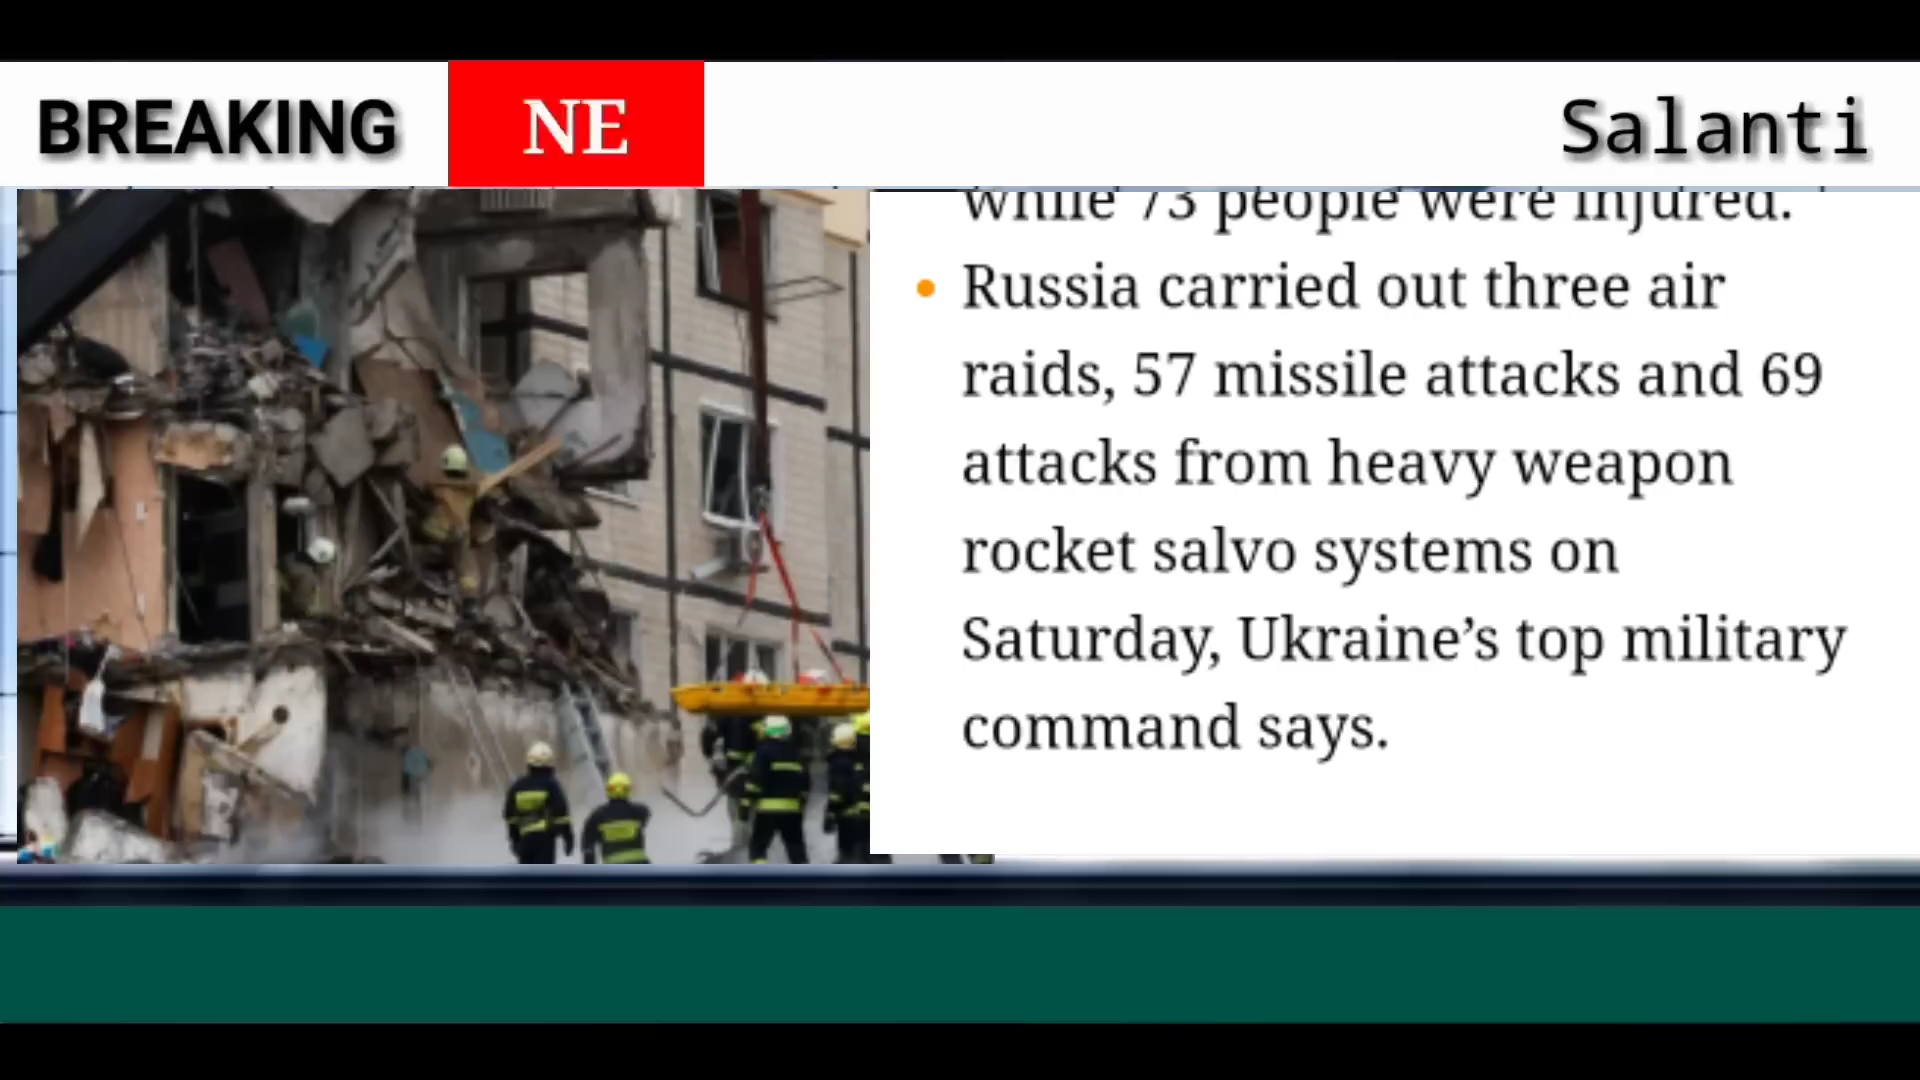 BREAKING NE Salanti
while 73 people were injured.
• Russia carried out three air
raids, 57 missile attacks and 69
attacks from heavy weapon
rocket salvo systems on
Saturday, Ukraine’s top military
command says.